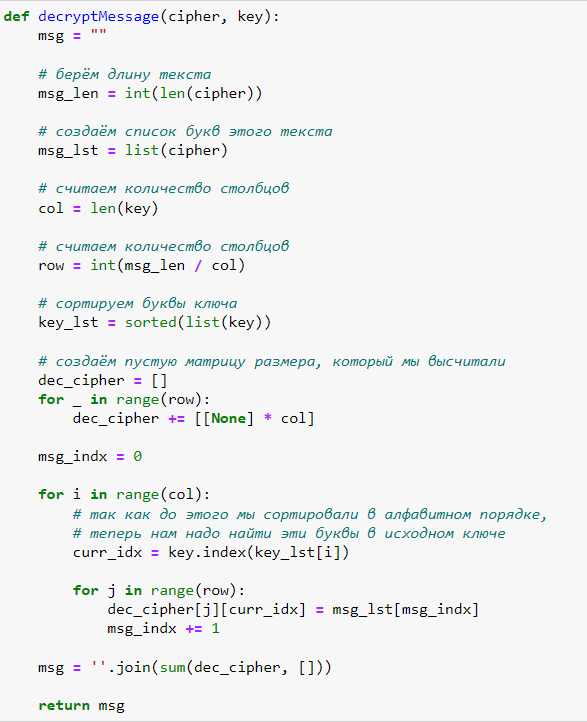 def decryptMessage(cipher, key):
    msg = ""

    # берём длину текста
    msg_len = int(len(cipher))

    # создаём список букв этого текста
    msg_lst = list(cipher)

    # считаем количество столбцов
    col = len(key)

    # считаем количество столбцов
    row = int(msg_len / col)

    # сортируем буквы ключа
    key_lst = sorted(list(key))

    # создаём пустую матрицу размера, который мы высчитали
    dec_cipher = []
    for _ in range(row):
        dec_cipher += [[None] * col]

    msg_indx = 0

    for i in range(col):
        # так как до этого мы сортировали в алфавитном порядке,
        # теперь нам надо найти эти буквы в исходном ключе
        curr_idx = key.index(key_lst[i])

        for j in range(row):
            dec_cipher[j][curr_idx] = msg_lst[msg_indx]
            msg_indx += 1

    msg = ''.join(sum(dec_cipher, []))

    return msg